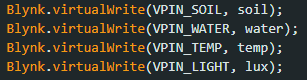 Blynk.virtualWrite(VPIN_SOIL, soil);
Blynk.virtualWrite(VPIN_WATER, water);
Blynk.virtualWrite(VPIN_TEMP, temp);
Blynk.virtualWrite(VPIN_LIGHT, lux);